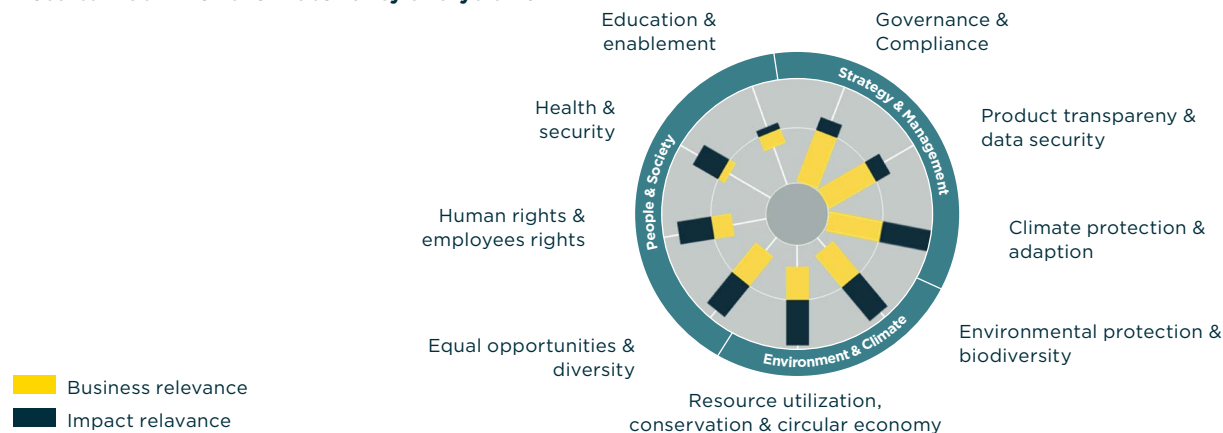 Education &
enablement
Governance &
Compliance
Health &
security
Product transpareny &
data security
Human rights &
employees rights
Climate protection &
adaption
Equal opportunities &
diversity
Environmental protection &
biodiversity
Resource utilization,
conservation & circular economy
Strategy & Management
People & Society
Environment & Climate
Business relevance
Impact relavance